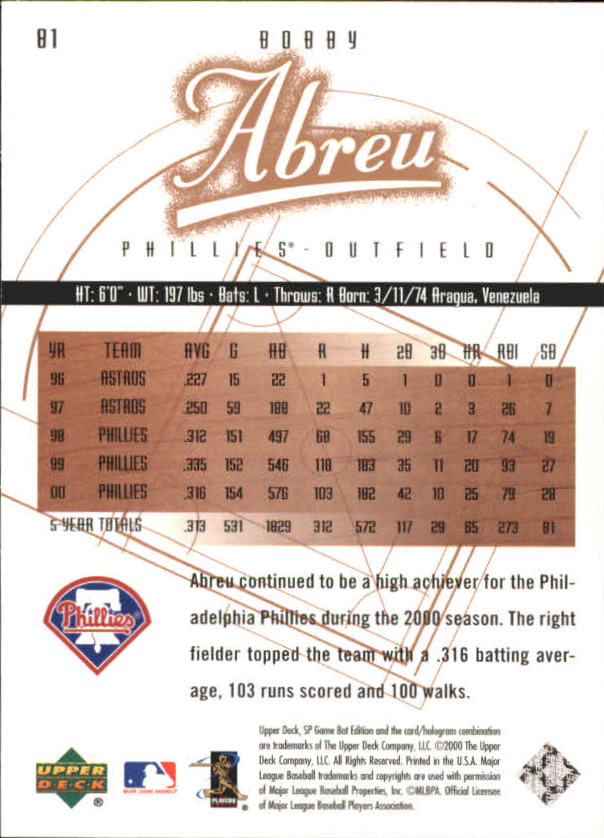 81
BOBBY
Abreu
PHILLIES® - OUTFIELD
HT: 6'0" · WT: 197 lbs · Bats: L · Throws: R Born: 3/11/74 Aragua, Venezuela
YR TEAM AVG G AB R H 2B 3B HR RBI SB
96 ASTROS .227 15 22 1 5 1 0 0 1 0
97 ASTROS .250 59 188 22 47 10 2 3 26 7
98 PHILLIES .312 151 497 68 155 29 6 17 74 19
99 PHILLIES .335 152 546 118 183 35 11 20 93 27
00 PHILLIES .316 154 576 103 182 42 10 25 79 28
5-YEAR TOTALS .313 531 1829 312 572 117 29 65 273 81
Abreu continued to be a high achiever for the Phil-
adelphia Phillies during the 2000 season. The right
fielder topped the team with a .316 batting aver-
age, 103 runs scored and 100 walks.
Phillies
Upper Deck, SP Game Bat Edition and the card/hologram combination
are trademarks of The Upper Deck Company, LLC. ©2000 The Upper
Deck Company, LLC. All Rights Reserved. Printed in the U.S.A. Major
League Baseball trademarks and copyrights are used with permission
of Major League Baseball Properties, Inc. ©MLBPA. Official Licensee
of Major League Baseball Players Association.
UPPER
DECK
®
MAJOR LEAGUE BASEBALL
PLAYERS